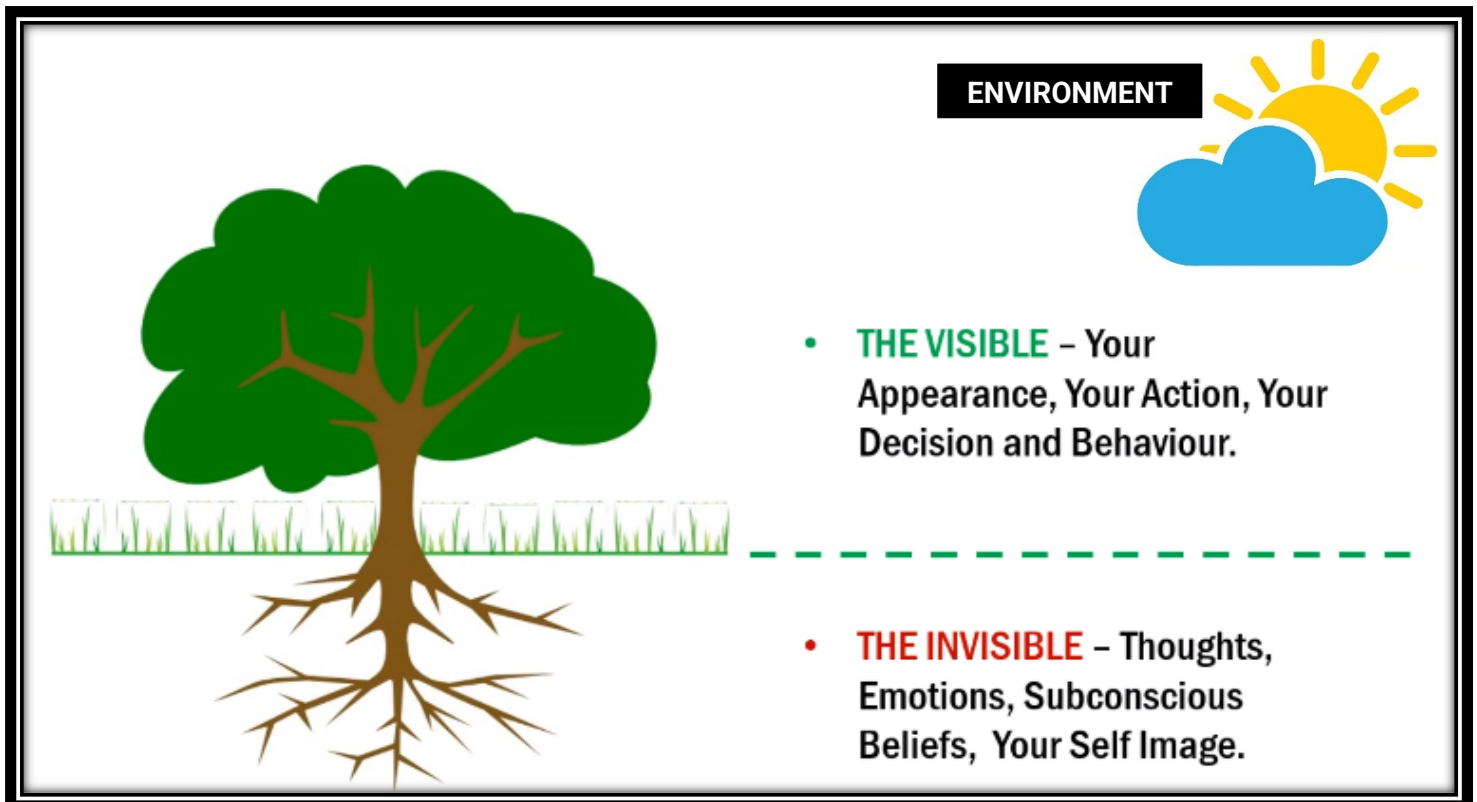 ENVIRONMENT
• THE VISIBLE – Your
Appearance, Your Action, Your
Decision and Behaviour.
• THE INVISIBLE – Thoughts,
Emotions, Subconscious
Beliefs,  Your Self Image.